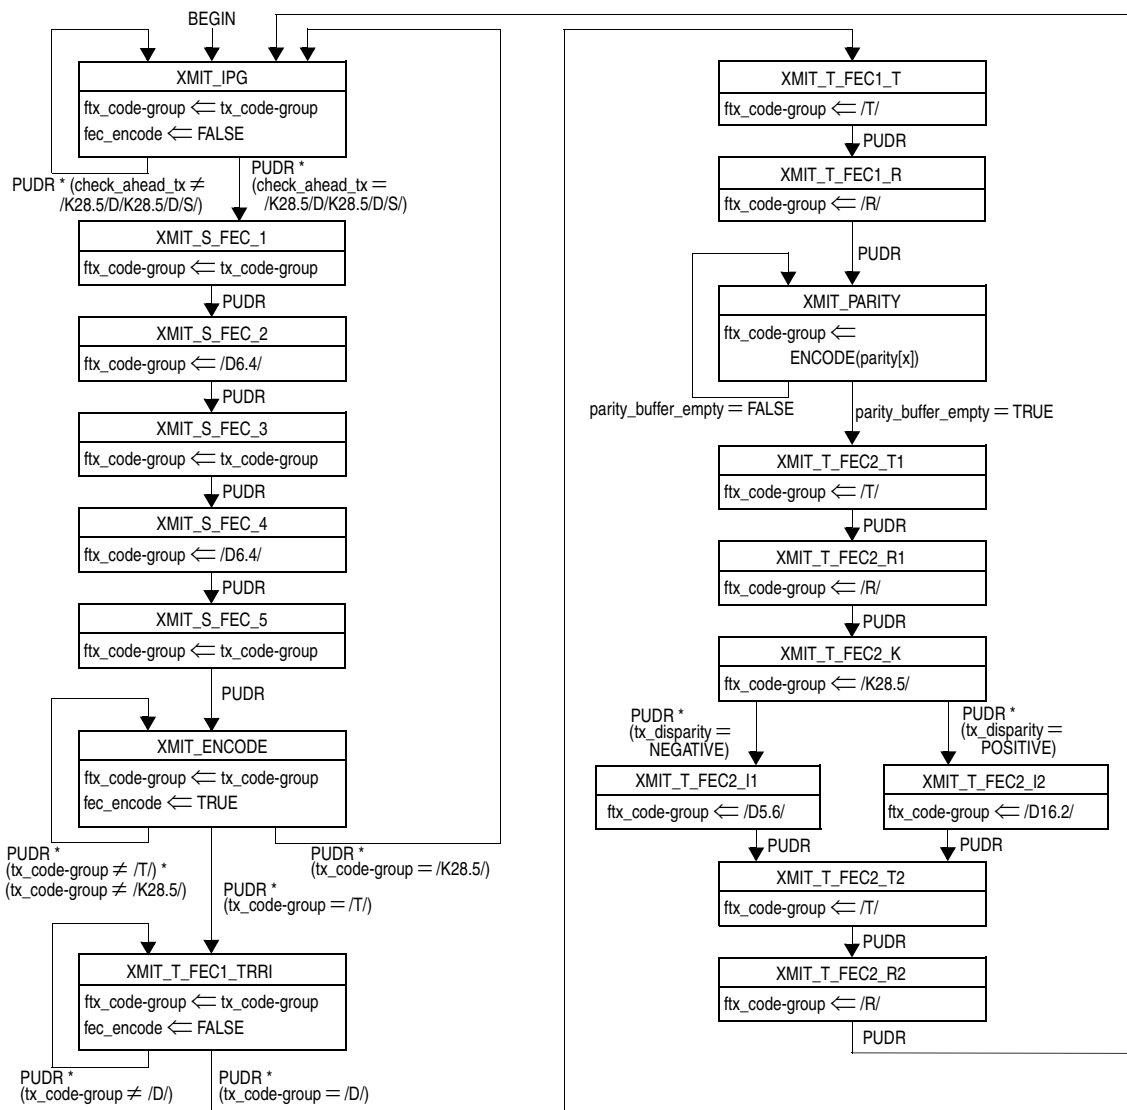 BEGIN
XMIT_IPG
ftx_code-group ⇐ tx_code-group
fec_encode ⇐ FALSE
PUDR * (check_ahead_tx ≠
/K28.5/D/K28.5/D/S/)
PUDR *
(check_ahead_tx =
/K28.5/D/K28.5/D/S/)
XMIT_S_FEC_1
ftx_code-group ⇐ tx_code-group
PUDR
XMIT_S_FEC_2
ftx_code-group ⇐ /D6.4/
PUDR
XMIT_S_FEC_3
ftx_code-group ⇐ tx_code-group
PUDR
XMIT_S_FEC_4
ftx_code-group ⇐ /D6.4/
PUDR
XMIT_S_FEC_5
ftx_code-group ⇐ tx_code-group
PUDR
XMIT_ENCODE
ftx_code-group ⇐ tx_code-group
fec_encode ⇐ TRUE
PUDR *
(tx_code-group ≠ /T/) *
(tx_code-group ≠ /K28.5/)
PUDR *
(tx_code-group = /T/)
PUDR *
(tx_code-group = /K28.5/)
XMIT_T_FEC1_TRRI
ftx_code-group ⇐ tx_code-group
fec_encode ⇐ FALSE
PUDR *
(tx_code-group ≠ /D/)
PUDR *
(tx_code-group = /D/)
XMIT_T_FEC1_T
ftx_code-group ⇐ /T/
PUDR
XMIT_T_FEC1_R
ftx_code-group ⇐ /R/
PUDR
XMIT_PARITY
ftx_code-group ⇐
ENCODE(parity[x])
parity_buffer_empty = FALSE
parity_buffer_empty = TRUE
XMIT_T_FEC2_T1
ftx_code-group ⇐ /T/
PUDR
XMIT_T_FEC2_R1
ftx_code-group ⇐ /R/
PUDR
XMIT_T_FEC2_K
ftx_code-group ⇐ /K28.5/
PUDR *
(tx_disparity =
NEGATIVE)
PUDR *
(tx_disparity =
POSITIVE)
XMIT_T_FEC2_I1
ftx_code-group ⇐ /D5.6/
PUDR
XMIT_T_FEC2_I2
ftx_code-group ⇐ /D16.2/
PUDR
XMIT_T_FEC2_T2
ftx_code-group ⇐ /T/
PUDR
XMIT_T_FEC2_R2
ftx_code-group ⇐ /R/
PUDR